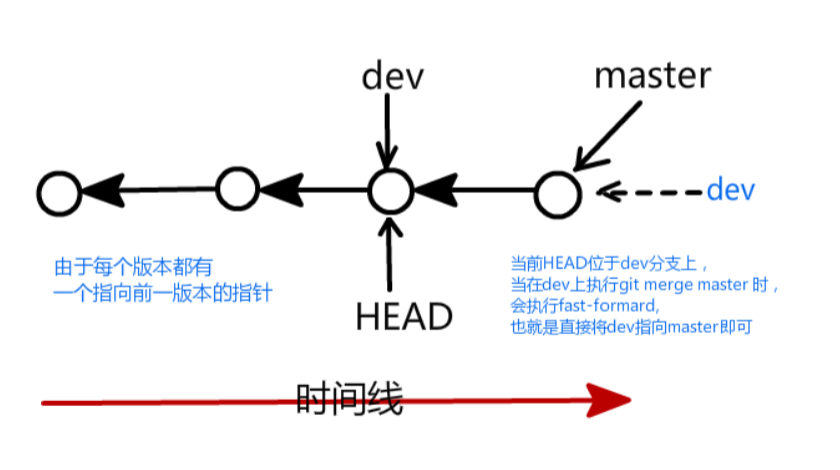 dev
master
dev
由于每个版本都有
一个指向前一版本的指针
HEAD
当前HEAD位于dev分支上，
当在dev上执行git merge master 时，
会执行fast-formard,
也就是直接将dev指向master即可
时间线